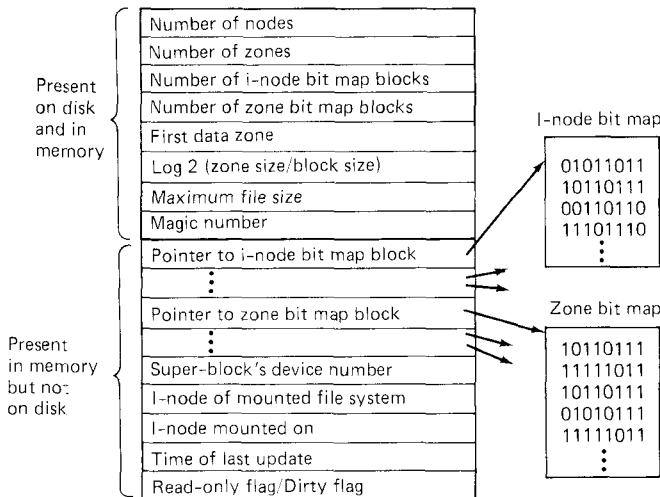 Number of nodes
Number of zones
Number of i-node bit map blocks
Number of zone bit map blocks
First data zone
Log 2 (zone size/block size)
Maximum file size
Magic number
Pointer to i-node bit map block
Pointer to zone bit map block
Super-block's device number
I-node of mounted file system
I-node mounted on
Time of last update
Read-only flag/Dirty flag
Present
on disk
and in
memory
Present
in memory
but not
on disk
I-node bit map
01011011
10110111
00110110
11101110
Zone bit map
10110111
11111011
10110111
01010111
11111011